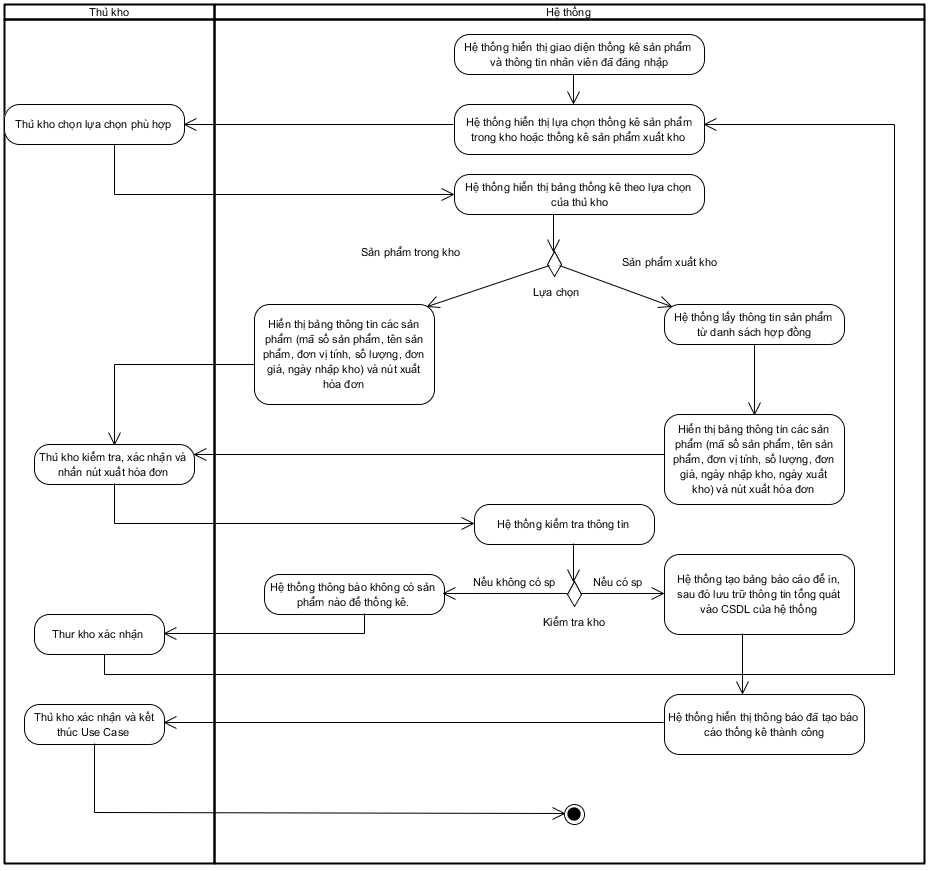 Thủ kho
Hệ thống
Hệ thống hiển thị giao diện thống kê sản phẩm
và thông tin nhân viên đã đăng nhập
Thủ kho chọn lựa chọn phù hợp
Hệ thống hiển thị lựa chọn thống kê sản phẩm
trong kho hoặc thống kê sản phẩm xuất kho
Hệ thống hiển thị bảng thống kê theo lựa chọn
của thủ kho
Sản phẩm trong kho
Sản phẩm xuất kho
Lựa chọn
Hiển thị bảng thông tin các sản
phẩm (mã số sản phẩm, tên sản
phẩm, đơn vị tính, số lượng, đơn
giá, ngày nhập kho) và nút xuất
hóa đơn
Hệ thống lấy thông tin sản phẩm
từ danh sách hợp đồng
Thủ kho kiểm tra, xác nhận và
nhấn nút xuất hóa đơn
Hiển thị bảng thông tin các sản
phẩm (mã số sản phẩm, tên sản
phẩm, đơn vị tính, số lượng, đơn
giá, ngày nhập kho, ngày xuất
kho) và nút xuất hóa đơn
Hệ thống kiểm tra thông tin
Nếu không có sp
Nếu có sp
Hệ thống thông báo không có sản
phẩm nào để thống kê.
Kiểm tra kho
Hệ thống tạo bảng báo cáo để in,
sau đó lưu trữ thông tin tổng quát
vào CSDL của hệ thống
Thur kho xác nhận
Thủ kho xác nhận và kết
thúc Use Case
Hệ thống hiển thị thông báo đã tạo báo
cáo thống kê thành công